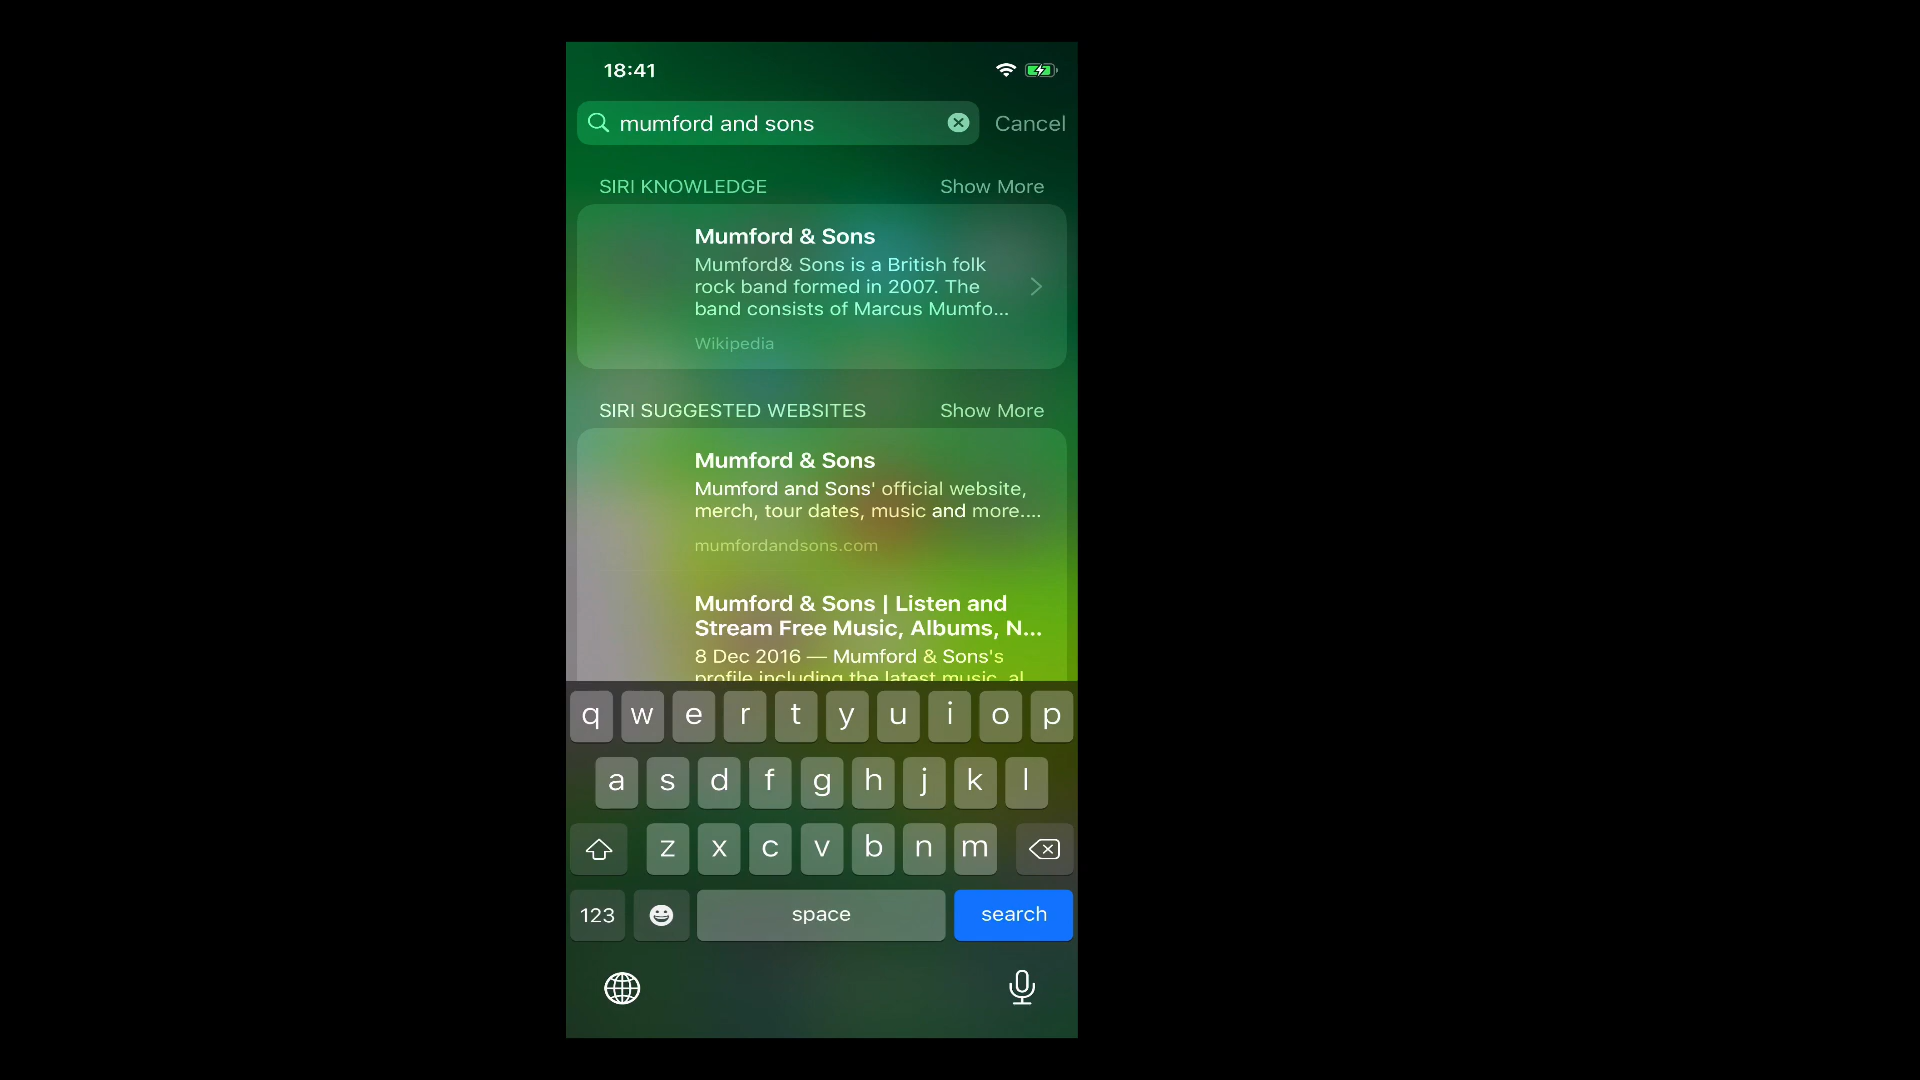 18:41
mumford and sons
Cancel
SIRI KNOWLEDGE
Show More
Mumford & Sons
Mumford& Sons is a British folk
rock band formed in 2007. The
band consists of Marcus Mumfo...
Wikipedia
SIRI SUGGESTED WEBSITES
Show More
Mumford & Sons
Mumford and Sons' official website,
merch, tour dates, music and more....
mumfordandsons.com
Mumford & Sons | Listen and
Stream Free Music, Albums, N...
8 Dec 2016 — Mumford & Sons's
profile including the latest music, al
q w e r t y u i o p
a s d f g h j k l
z x c v b n m
123
space
search